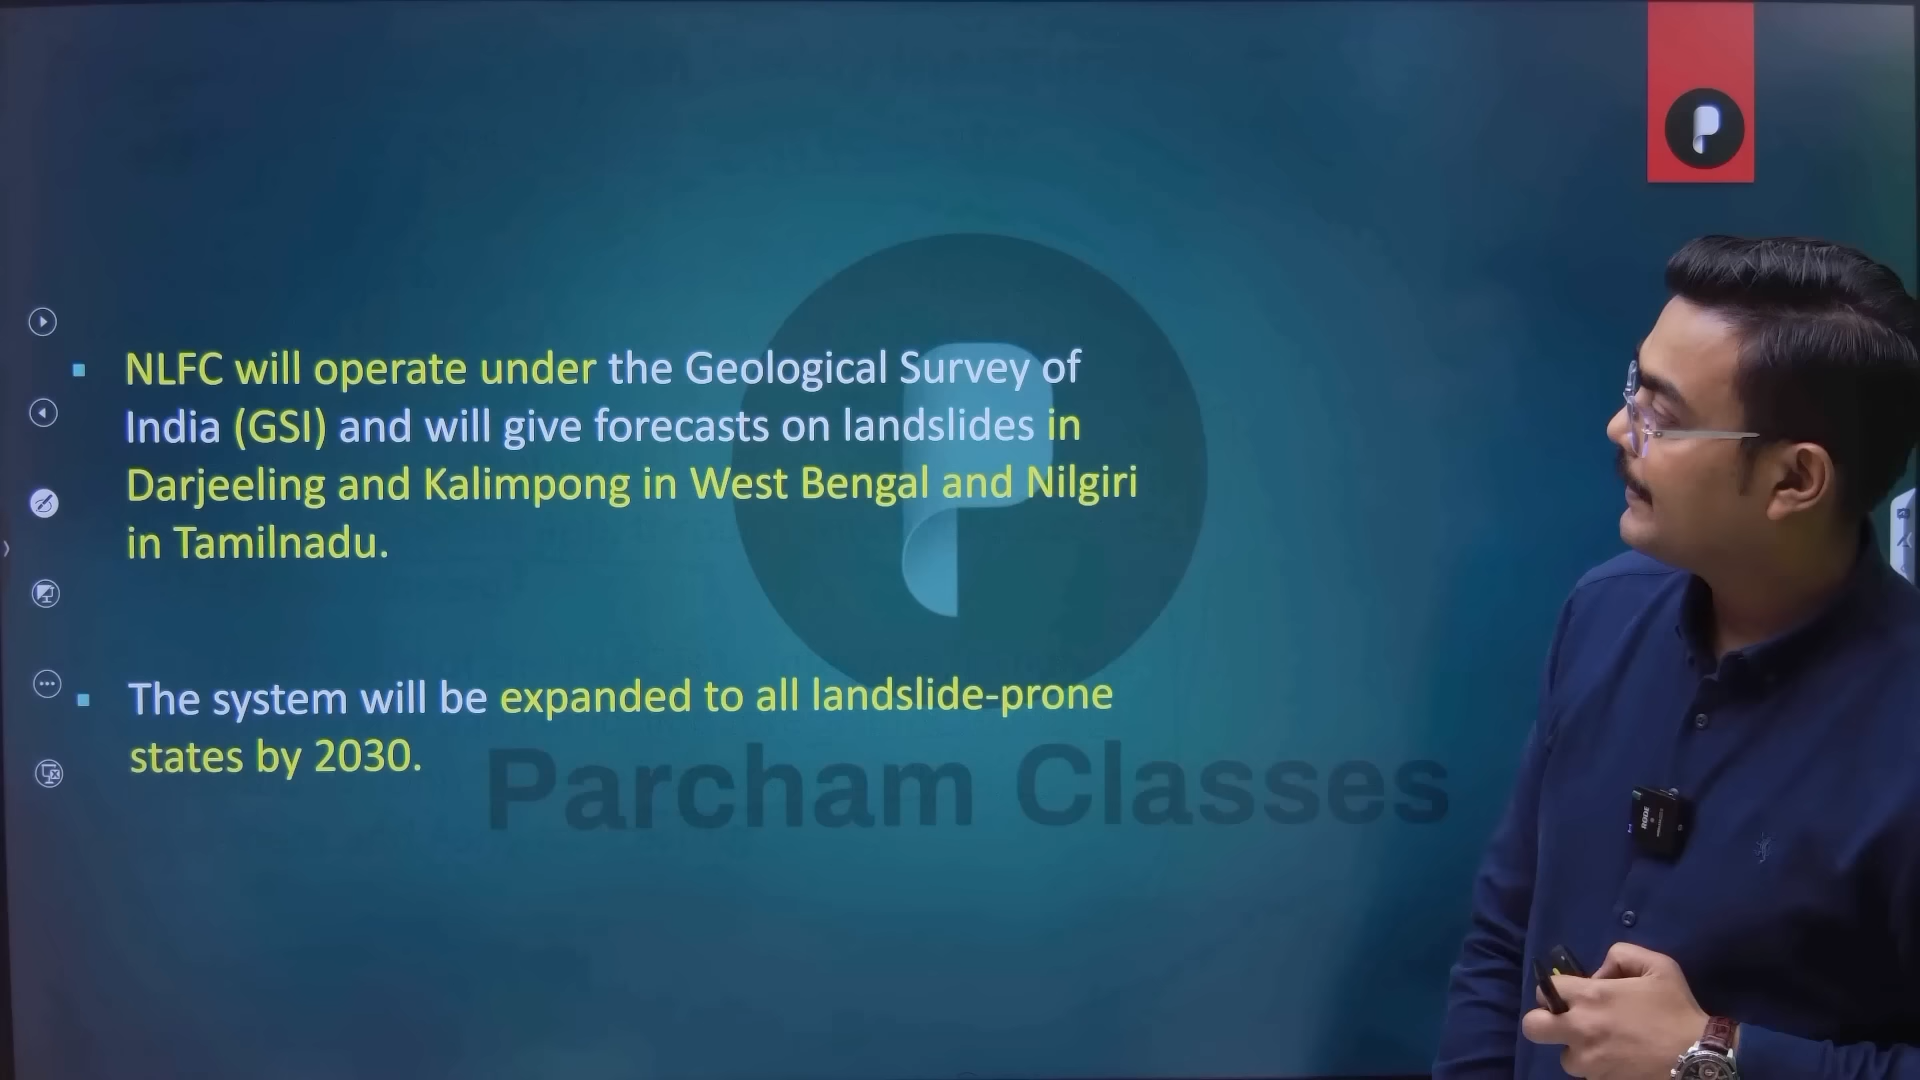 NLFC will operate under the Geological Survey of
India (GSI) and will give forecasts on landslides in
Darjeeling and Kalimpong in West Bengal and Nilgiri
in Tamilnadu.
The system will be expanded to all landslide-prone
states by 2030.
Parcham Classes
RODE